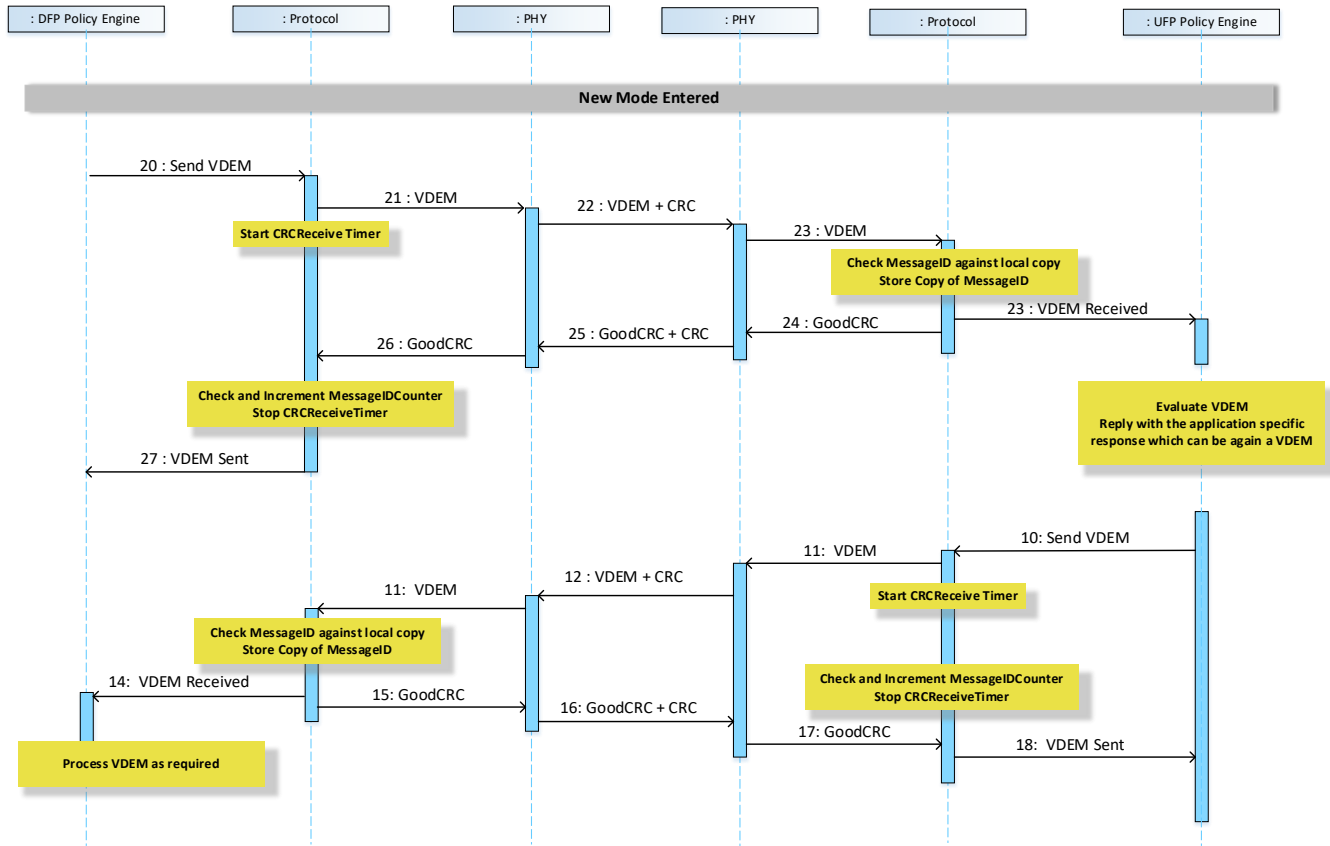 : DFP Policy Engine
: Protocol
: PHY
: PHY
: Protocol
: UFP Policy Engine
New Mode Entered
20 : Send VDEM
21 : VDEM
22 : VDEM + CRC
Start CRCReceive Timer
23 : VDEM
Check MessageID against local copy
Store Copy of MessageID
23 : VDEM Received
24 : GoodCRC
25 : GoodCRC + CRC
26 : GoodCRC
Check and Increment MessageIDCounter
Stop CRCReceiveTimer
Evaluate VDEM
Reply with the application specific
response which can be again a VDEM
27 : VDEM Sent
10: Send VDEM
11: VDEM
12 : VDEM + CRC
11: VDEM
Start CRCReceive Timer
Check MessageID against local copy
Store Copy of MessageID
14: VDEM Received
15: GoodCRC
16: GoodCRC + CRC
Check and Increment MessageIDCounter
Stop CRCReceiveTimer
17: GoodCRC
18: VDEM Sent
Process VDEM as required